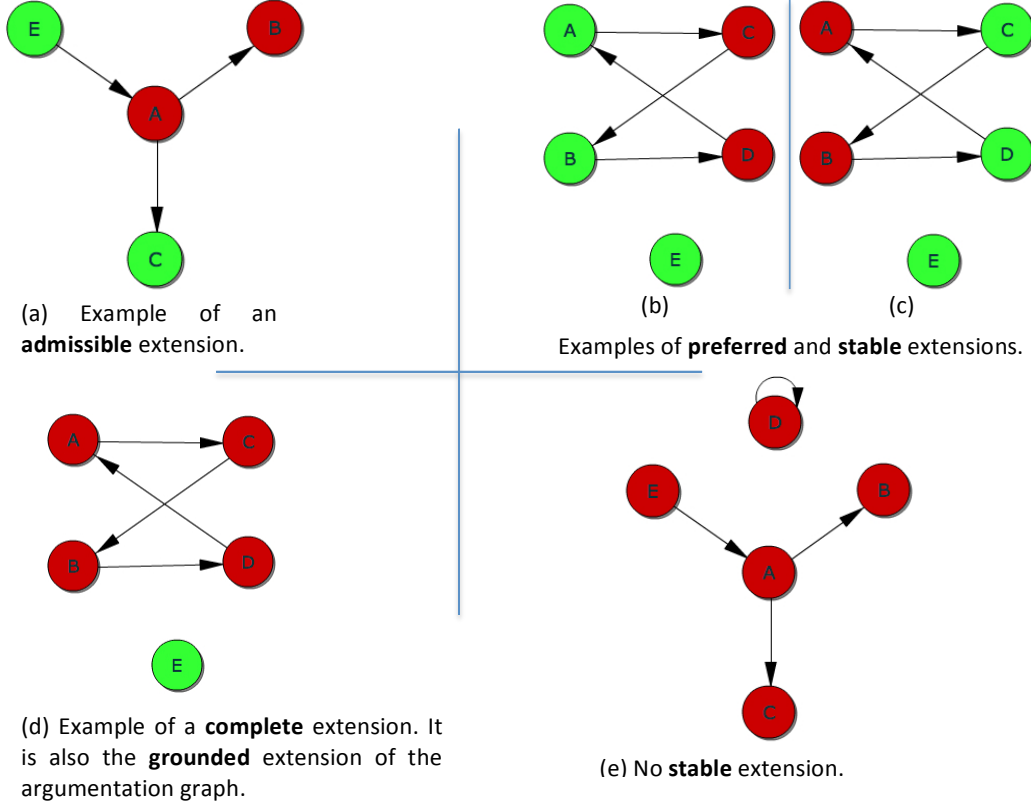 E
B
A
C
(a) Example of an
admissible extension.
A
C
B
D
E
(b)
A
C
B
D
E
(c)
Examples of preferred and stable extensions.
A
C
B
D
E
(d) Example of a complete extension. It
is also the grounded extension of the
argumentation graph.
D
E
B
A
C
(e) No stable extension.